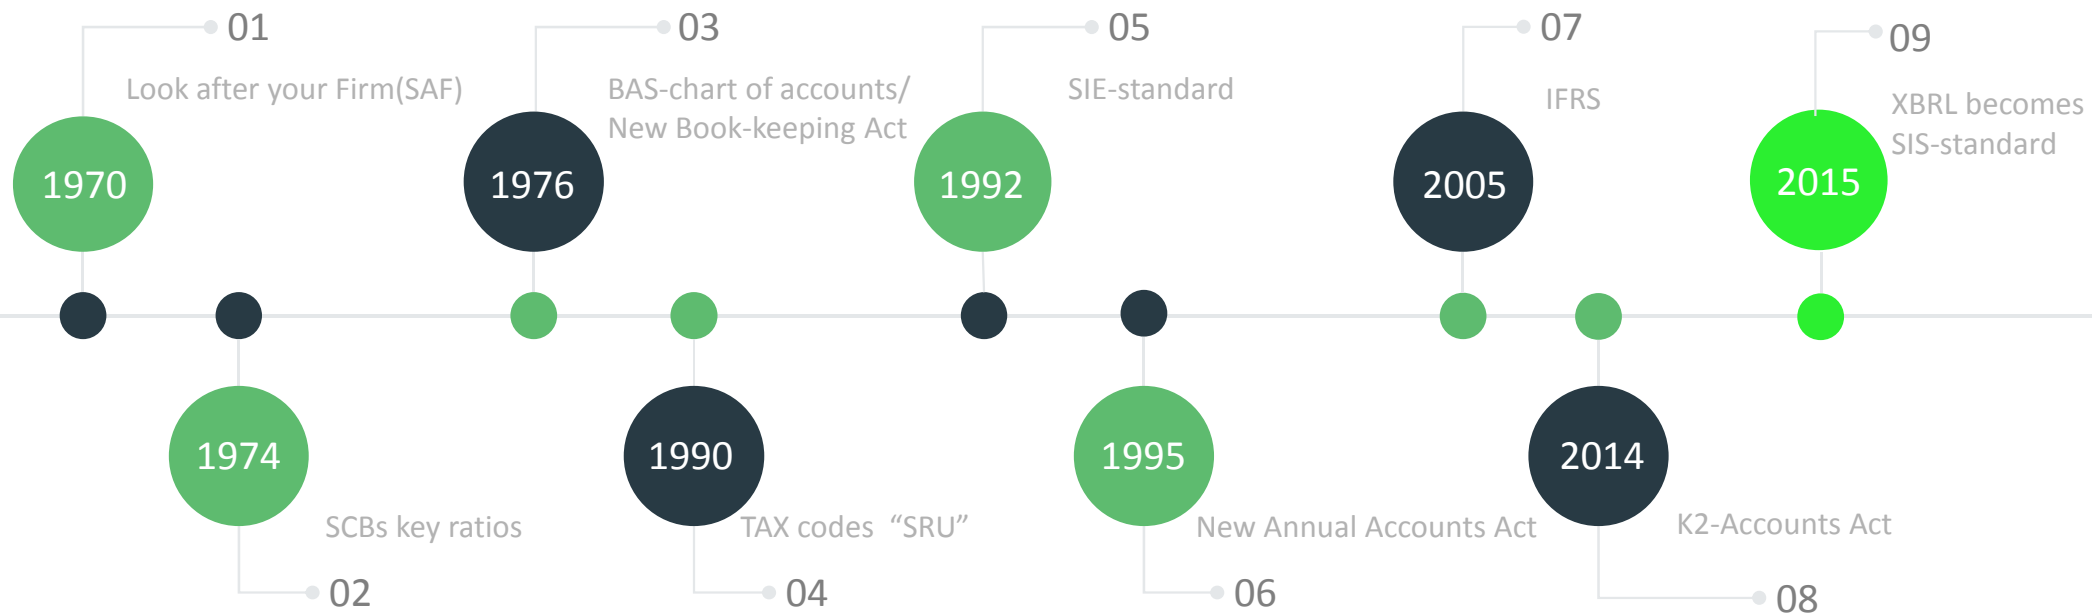 01
Look after your Firm(SAF)
1970
1974
SCBs key ratios
02
03
BAS-chart of accounts/
New Book-keeping Act
1976
1990
TAX codes “SRU”
04
05
SIE-standard
1992
1995
New Annual Accounts Act
06
07
IFRS
2005
2014
K2-Accounts Act
08
09
XBRL becomes
SIS-standard
2015